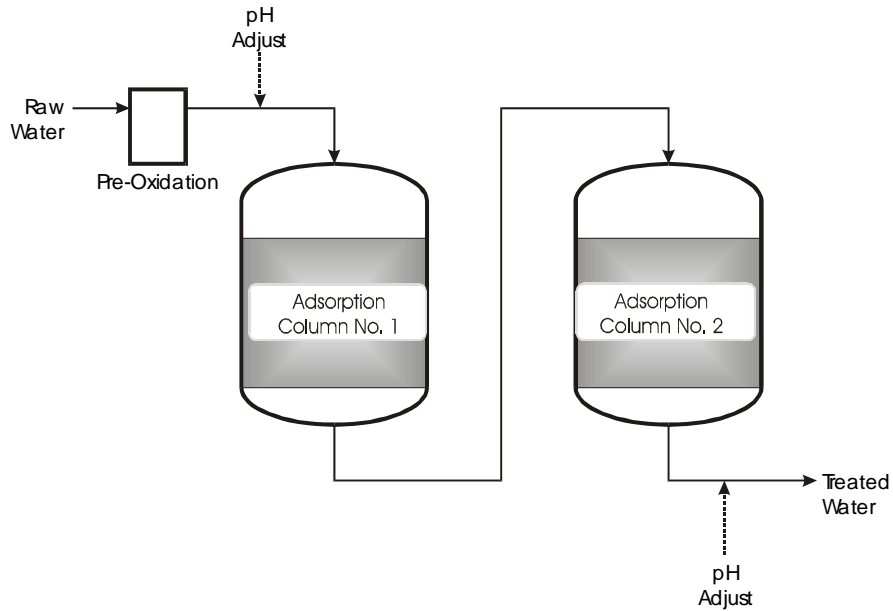 pH
Adjust
Raw
Water
Pre-Oxidation
Adsorption
Column No. 1
Adsorption
Column No. 2
Treated
Water
pH
Adjust